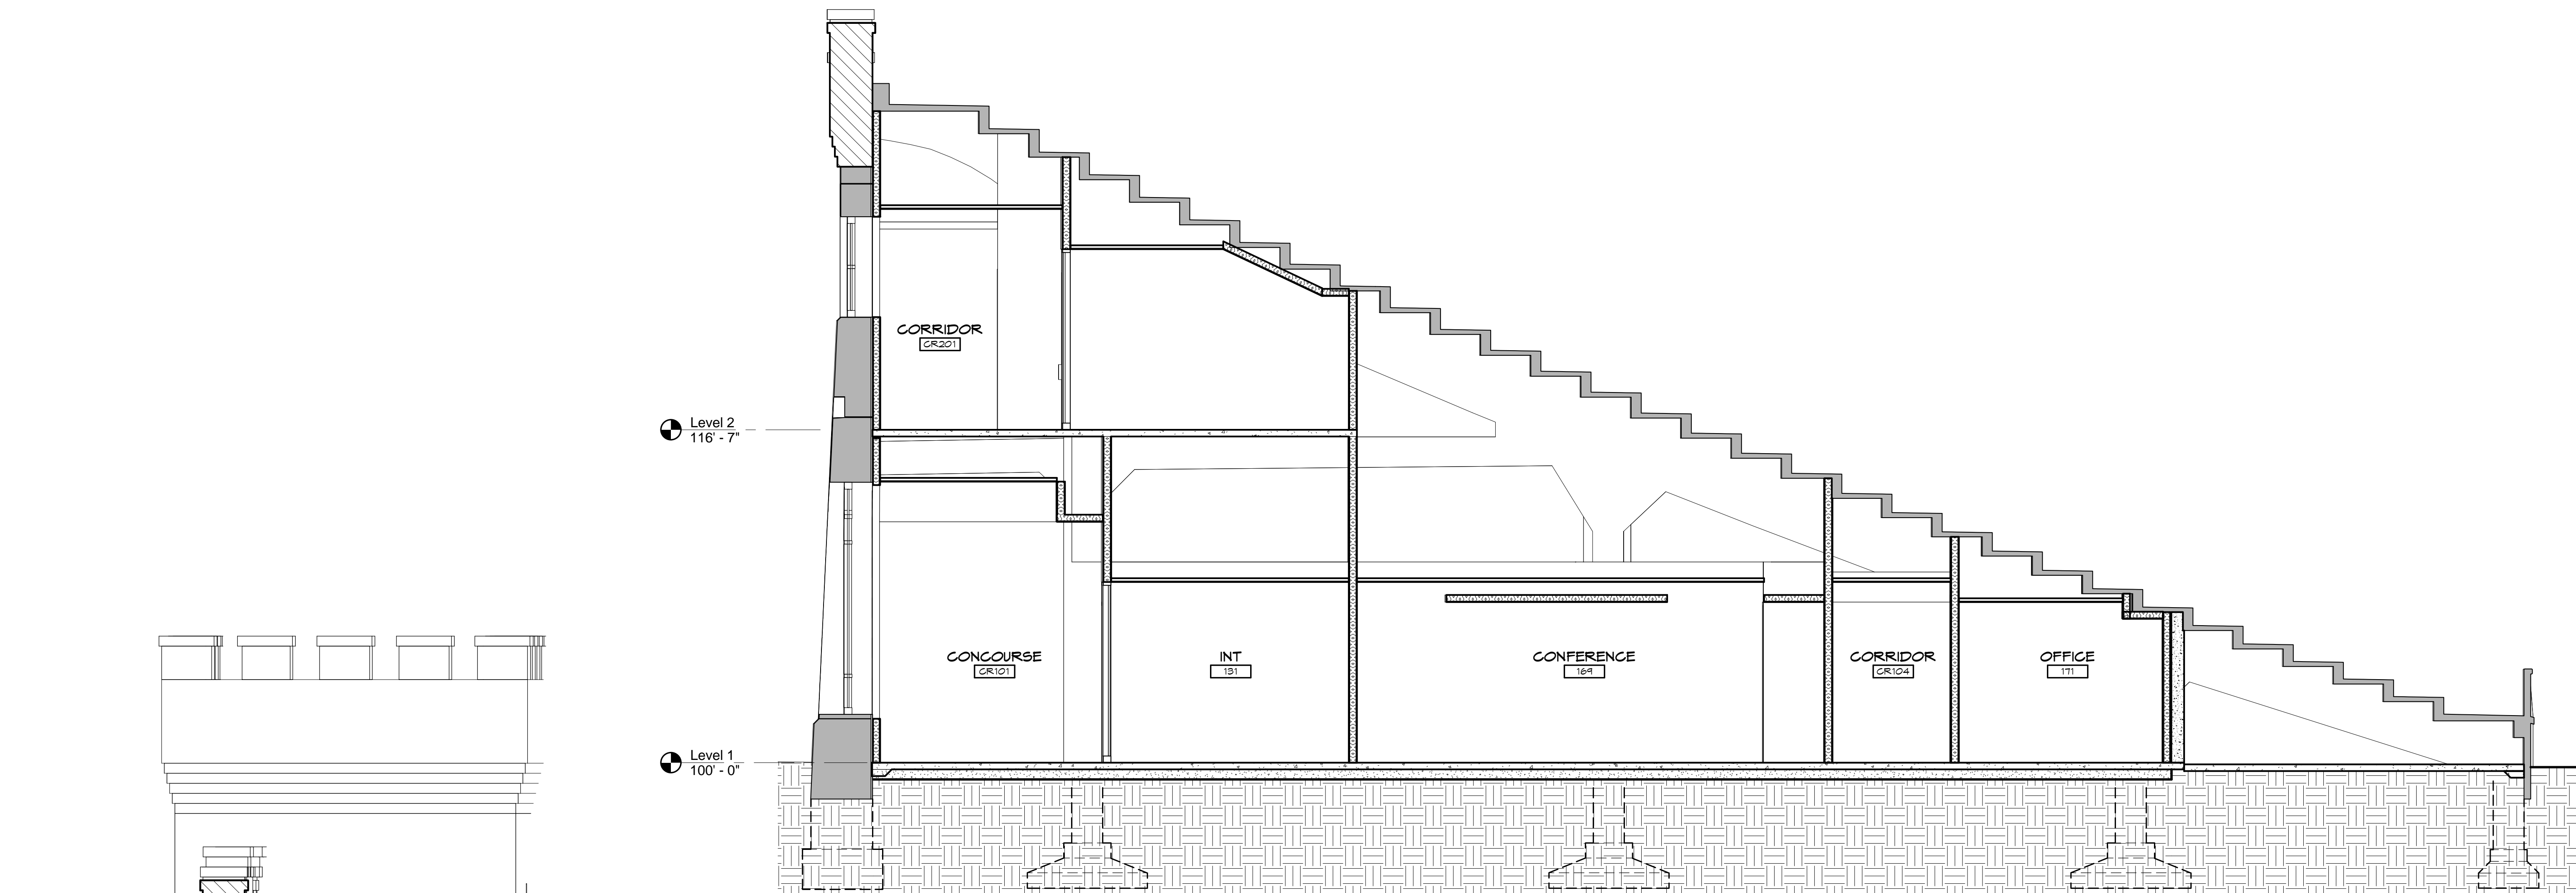 CORRIDOR
CR201
Level 2
116' - 7"
CONCOURSE
CR101
INT
131
CONFERENCE
169
CORRIDOR
CR104
OFFICE
171
Level 1
100' - 0"